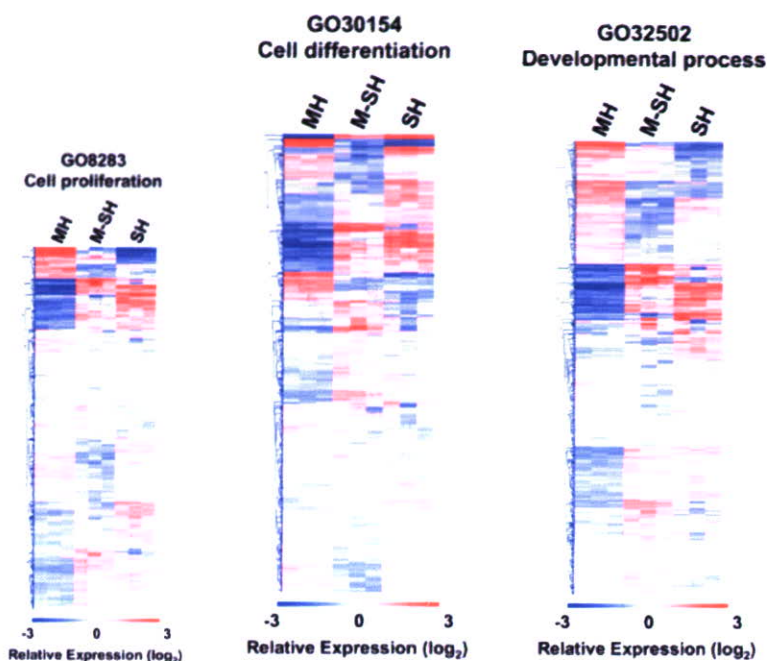 GO8283
Cell proliferation
MH
M-SH
SH
-3
0
3
Relative Expression (log2)
GO30154
Cell differentiation
MH
M-SH
SH
-3
0
3
Relative Expression (log2)
GO32502
Developmental process
MH
M-SH
SH
-3
0
3
Relative Expression (log2)